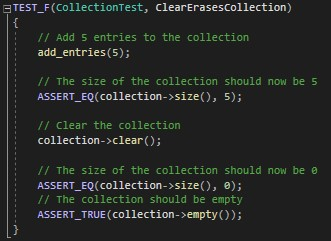 TEST_F(CollectionTest, ClearErasesCollection)
{
    // Add 5 entries to the collection
    add_entries(5);
    // The size of the collection should now be 5
    ASSERT_EQ(collection->size(), 5);
    // Clear the collection
    collection->clear();
    // The size of the collection should now be 0
    ASSERT_EQ(collection->size(), 0);
    // The collection should be empty
    ASSERT_TRUE(collection->empty());
}